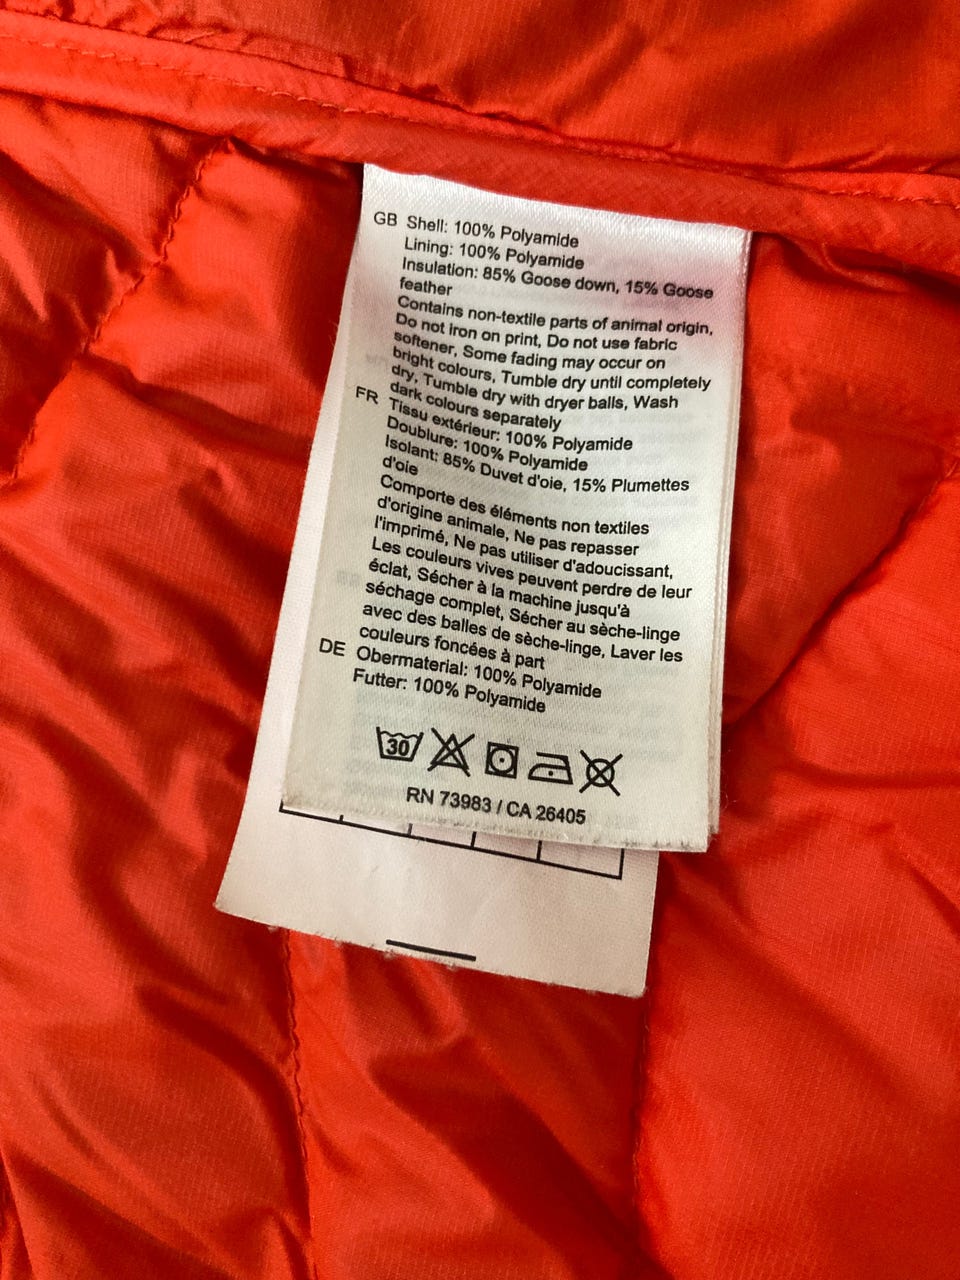 GB Shell: 100% Polyamide
Lining: 100% Polyamide
Insulation: 85% Goose down, 15% Goose
feather
Contains non-textile parts of animal origin,
Do not iron on print, Do not use fabric
softener, Some fading may occur on
bright colours, Tumble dry until completely
dry, Tumble dry with dryer balls, Wash
dark colours separately
FR Tissu extérieur: 100% Polyamide
Doublure: 100% Polyamide
Isolant: 85% Duvet d'oie, 15% Plumettes
d'oie
Comporte des éléments non textiles
d'origine animale, Ne pas repasser
l'imprimé, Ne pas utiliser d'adoucissant,
Les couleurs vives peuvent perdre de leur
éclat, Sécher à la machine jusqu'à
séchage complet, Sécher au sèche-linge
avec des balles de sèche-linge, Laver les
couleurs foncées à part
DE Obermaterial: 100% Polyamide
Futter: 100% Polyamide
30
RN 73983 / CA 26405